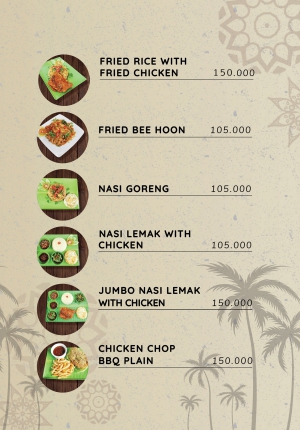 FRIED RICE WITH
FRIED CHICKEN 150.000
FRIED BEE HOON 105.000
NASI GORENG 105.000
NASI LEMAK WITH
CHICKEN 105.000
JUMBO NASI LEMAK
WITH CHICKEN 150.000
CHICKEN CHOP
BBQ PLAIN 150.000